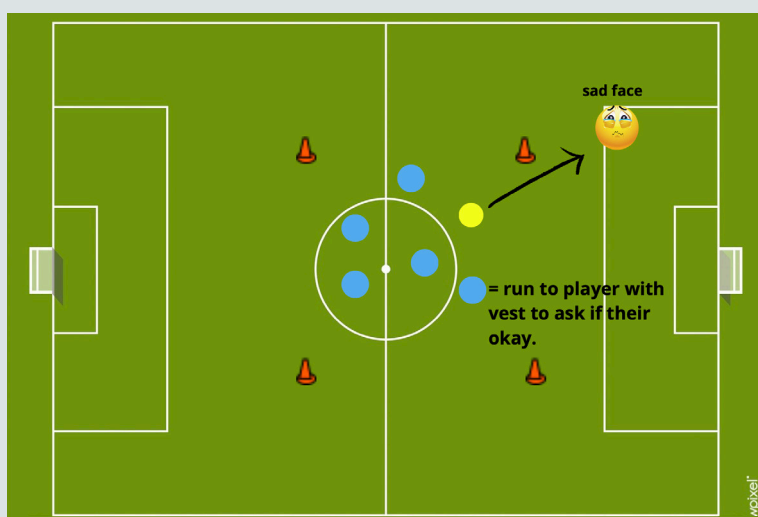 sad face
= run to player with
vest to ask if their
okay.